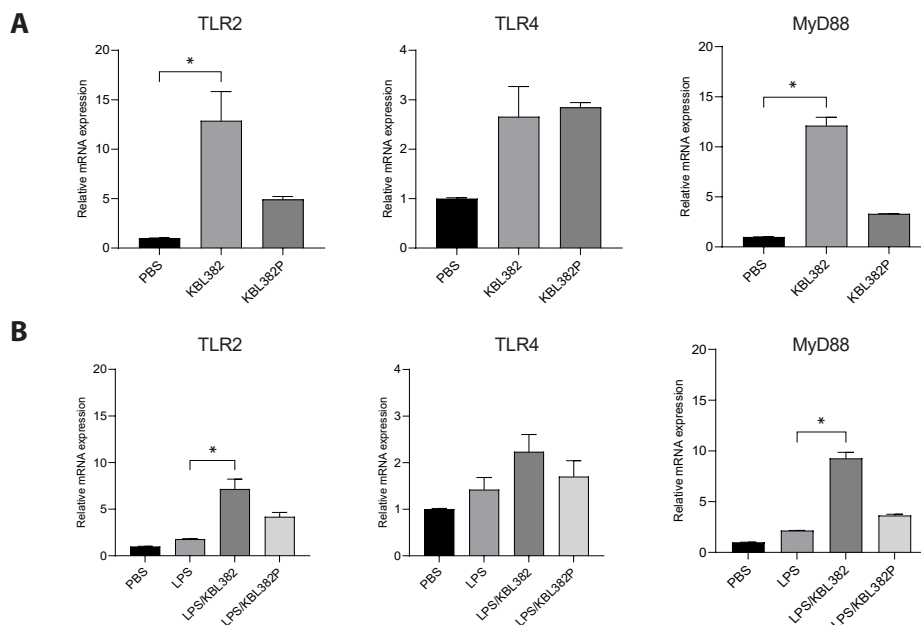 A
TLR2
TLR4
MyD88
Relative mRNA expression
20
15
10
5
0
*
PBS
KBL382
KBL382P
Relative mRNA expression
4
3
2
1
0
PBS
KBL382
KBL382P
Relative mRNA expression
20
15
10
5
0
*
PBS
KBL382
KBL382P
B
TLR2
TLR4
MyD88
Relative mRNA expression
20
15
10
5
0
*
PBS
LPS
LPS/KBL382
LPS/KBL382P
Relative mRNA expression
4
3
2
1
0
PBS
LPS
LPS/KBL382
LPS/KBL382P
Relative mRNA expression
20
15
10
5
0
*
PBS
LPS
LPS/KBL382
LPS/KBL382P